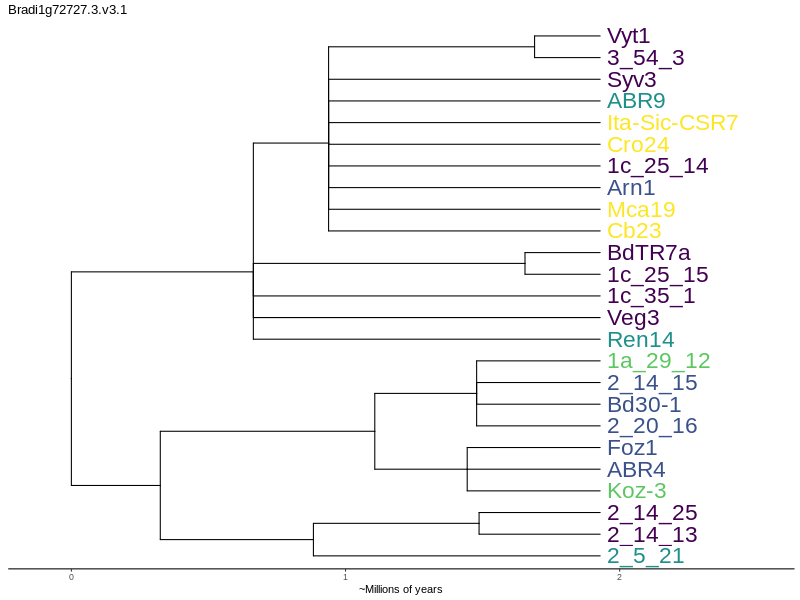 Bradi1g72727.3.v3.1
Vyt1
3_54_3
Syv3
ABR9
Ita-Sic-CSR7
Cro24
1c_25_14
Arn1
Mca19
Cb23
BdTR7a
1c_25_15
1c_35_1
Veg3
Ren14
1a_29_12
2_14_15
Bd30-1
2_20_16
Foz1
ABR4
Koz-3
2_14_25
2_14_13
2_5_21
0 1 2
~Millions of years